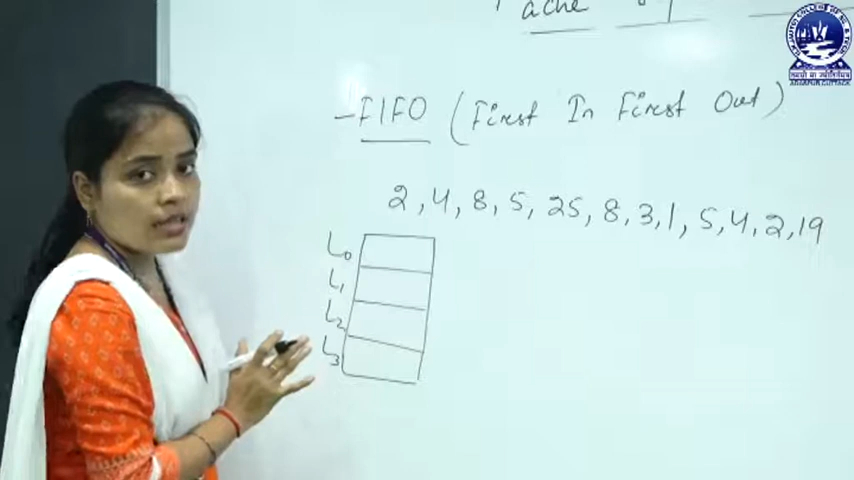 ache
- FIFO (First In First Out)
2, 4, 8, 5, 25, 8, 3, 1, 5, 4, 2, 19
L0
L1
L2
L3